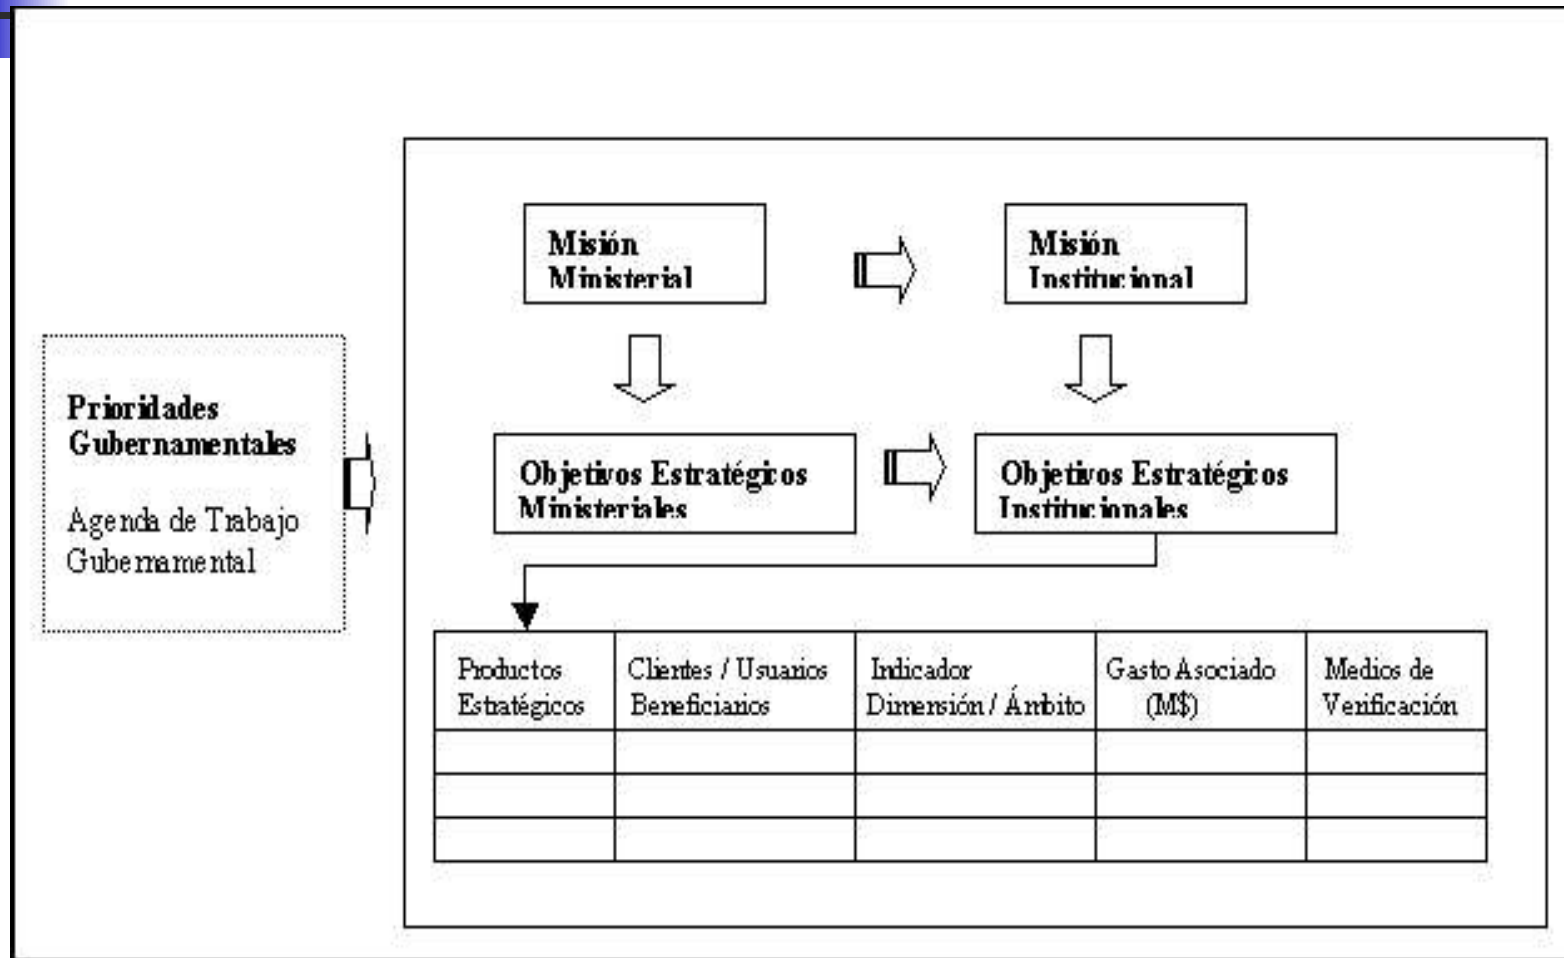 Misión
Ministerial
Misión
Institucional
Prioridades
Gubernamentales
Agenda de Trabajo
Gubernamental
Objetivos Estratégicos
Ministeriales
Objetivos Estratégicos
Institucionales
Productos
Estratégicos
Clientes / Usuarios
Beneficiarios
Indicador
Dimensión / Ámbito
Gasto Asociado
(M$)
Medios de
Verificación